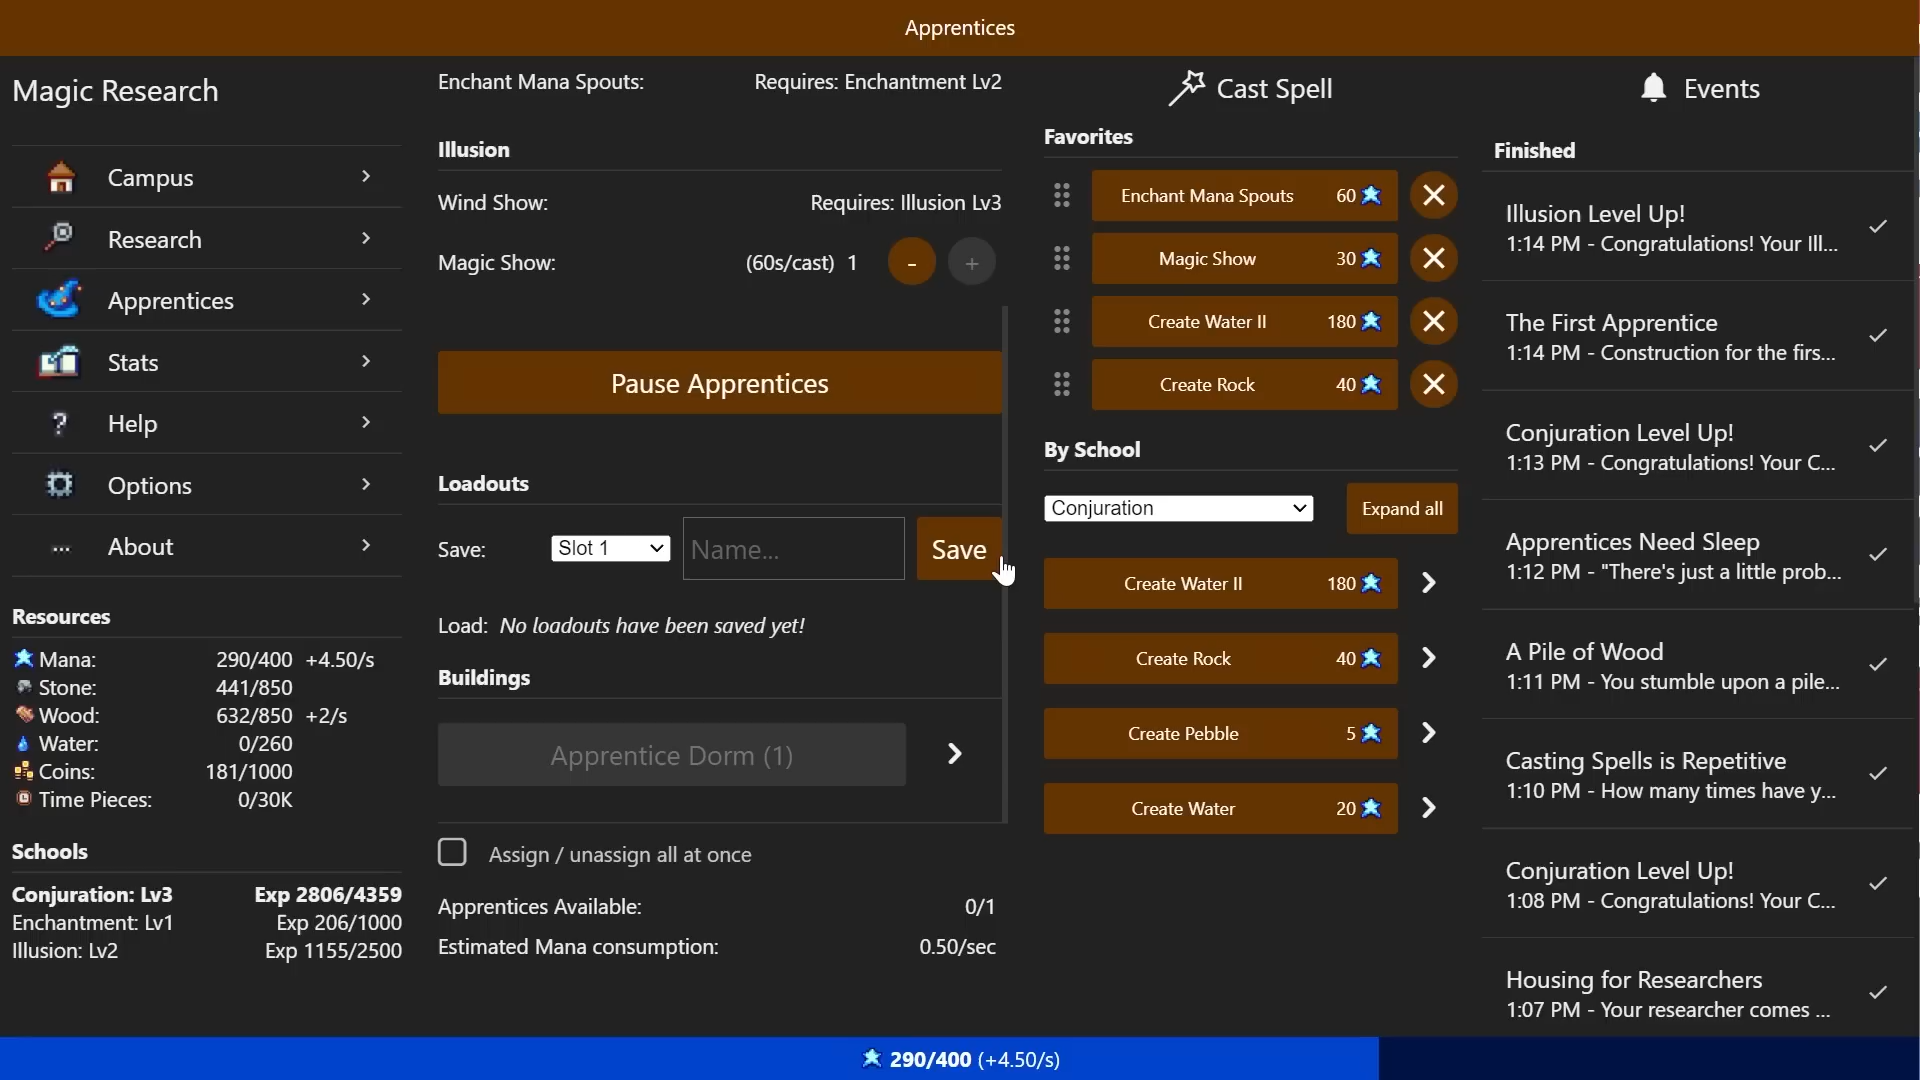 Apprentices
Magic Research
Campus
Research
Apprentices
Stats
Help
Options
About
Resources
Mana: 290/400 +4.50/s
Stone: 441/850
Wood: 632/850 +2/s
Water: 0/260
Coins: 181/1000
Time Pieces: 0/30K
Schools
Conjuration: Lv3 Exp 2806/4359
Enchantment: Lv1 Exp 206/1000
Illusion: Lv2 Exp 1155/2500
Enchant Mana Spouts: Requires: Enchantment Lv2
Illusion
Wind Show: Requires: Illusion Lv3
Magic Show: (60s/cast) 1 - +
Pause Apprentices
Loadouts
Save: Slot 1 Name... Save
Load: No loadouts have been saved yet!
Buildings
Apprentice Dorm (1)
Assign / unassign all at once
Apprentices Available: 0/1
Estimated Mana consumption: 0.50/sec
Cast Spell
Favorites
Enchant Mana Spouts 60
Magic Show 30
Create Water II 180
Create Rock 40
By School
Conjuration Expand all
Create Water II 180
Create Rock 40
Create Pebble 5
Create Water 20
Events
Finished
Illusion Level Up!
1:14 PM - Congratulations! Your Ill...
The First Apprentice
1:14 PM - Construction for the firs...
Conjuration Level Up!
1:13 PM - Congratulations! Your C...
Apprentices Need Sleep
1:12 PM - "There's just a little prob...
A Pile of Wood
1:11 PM - You stumble upon a pile...
Casting Spells is Repetitive
1:10 PM - How many times have y...
Conjuration Level Up!
1:08 PM - Congratulations! Your C...
Housing for Researchers
1:07 PM - Your researcher comes ...
290/400 (+4.50/s)